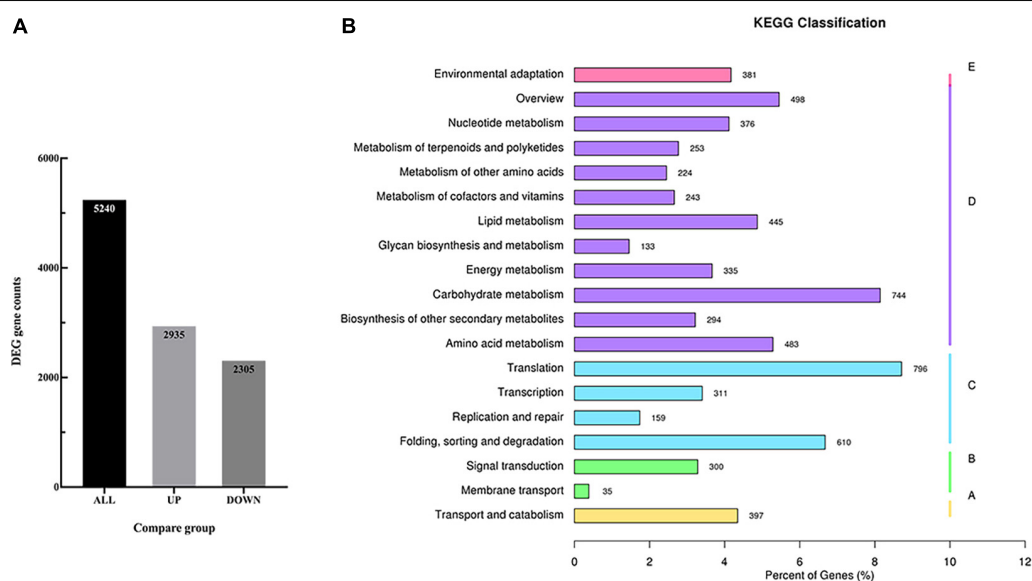 A
6000
4000
2000
0
DEG gene counts
5240
2935
2305
ALL UP DOWN
Compare group
B
KEGG Classification
Environmental adaptation 381
Overview 498
Nucleotide metabolism 376
Metabolism of terpenoids and polyketides 253
Metabolism of other amino acids 224
Metabolism of cofactors and vitamins 243
Lipid metabolism 445
Glycan biosynthesis and metabolism 133
Energy metabolism 335
Carbohydrate metabolism 744
Biosynthesis of other secondary metabolites 294
Amino acid metabolism 483
Translation 796
Transcription 311
Replication and repair 159
Folding, sorting and degradation 610
Signal transduction 300
Membrane transport 35
Transport and catabolism 397
E
D
C
B
A
0 2 4 6 8 10 12
Percent of Genes (%)